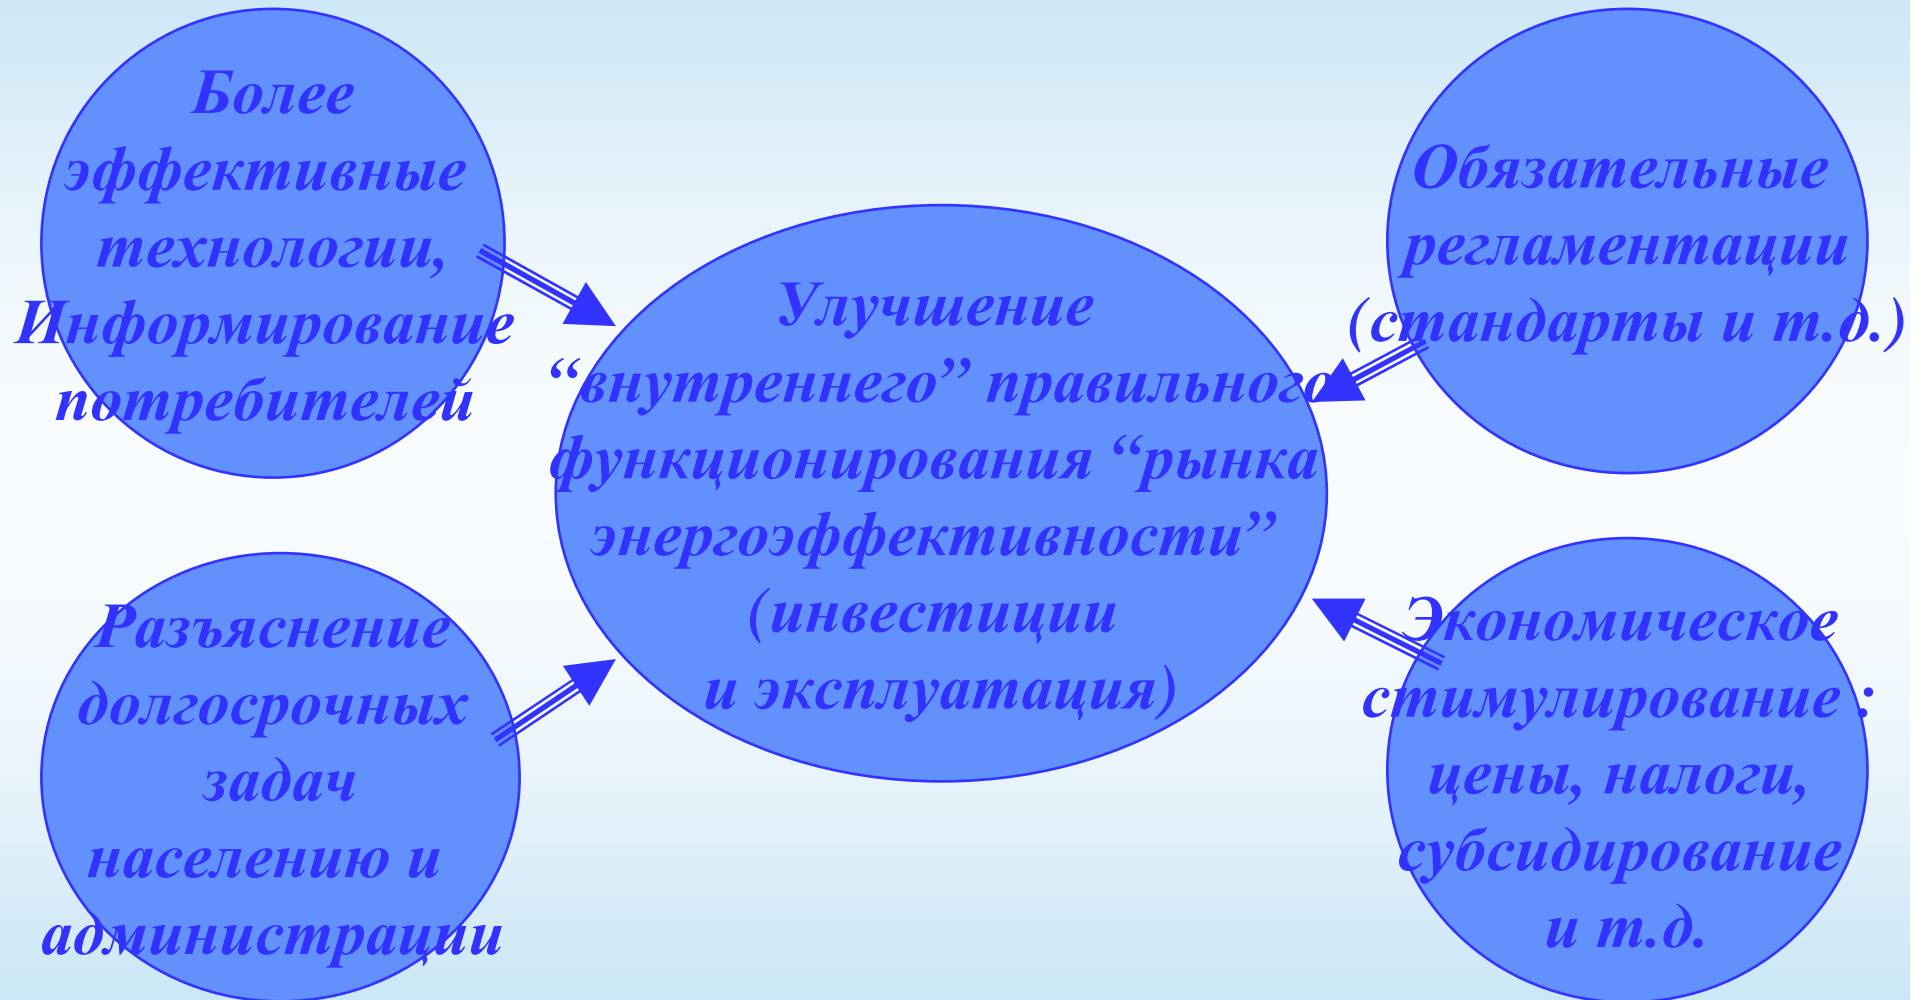 Более
эффективные
технологии,
Информирование
потребителей
Обязательные
регламентации
(стандарты и т.д.)
Улучшение
“внутреннего” правильного
функционирования “рынка
энергоэффективности”
(инвестиции
и эксплуатация)
Разъяснение
долгосрочных
задач
населению и
администрации
Экономическое
стимулирование :
цены, налоги,
субсидирование
и т.д.